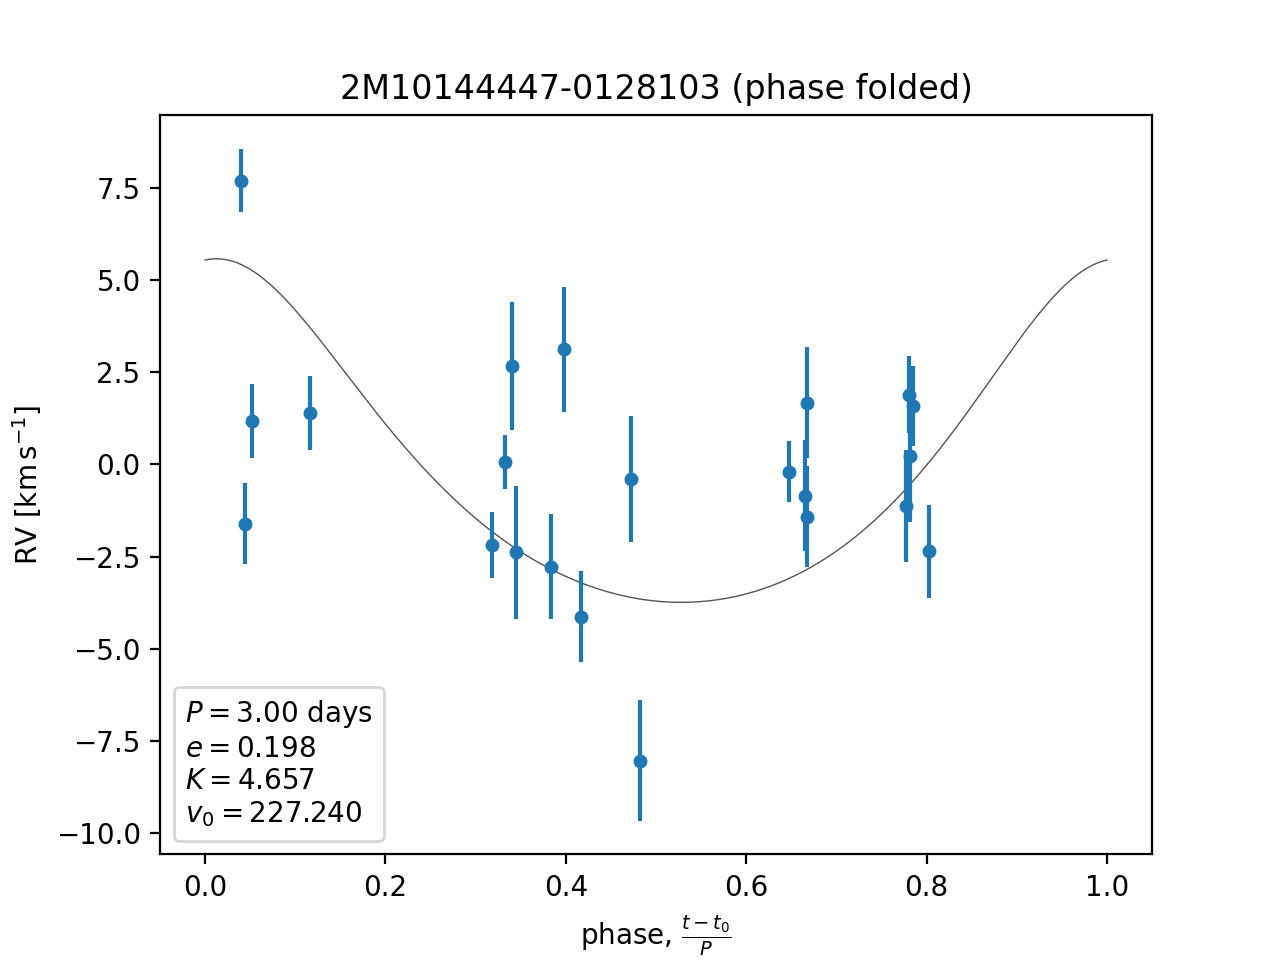 2M10144447-0128103 (phase folded)
RV [km s⁻¹]
7.5
5.0
2.5
0.0
−2.5
−5.0
−7.5
−10.0
P = 3.00 days
e = 0.198
K = 4.657
v₀ = 227.240
0.0 0.2 0.4 0.6 0.8 1.0
phase, (t − t₀)/P